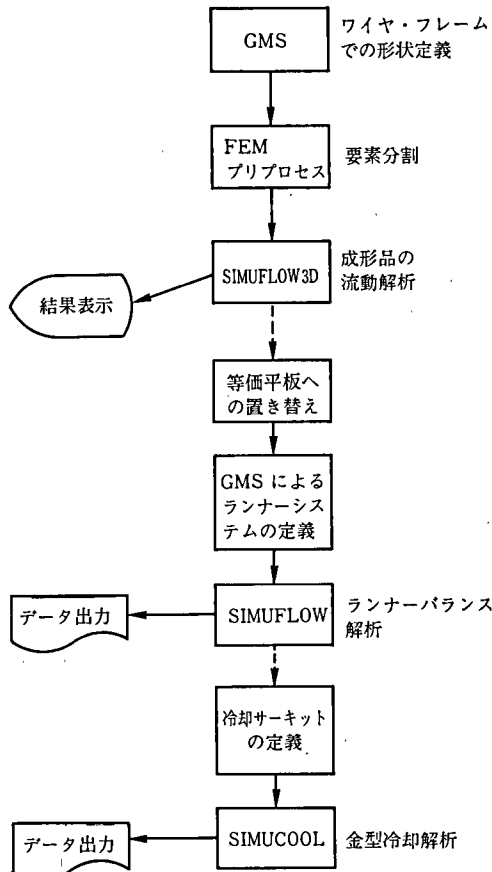 GMS
ワイヤ・フレーム
での形状定義
FEM
プリプロセス
要素分割
SIMUFLOW3D
成形品の
流動解析
結果表示
等価平板へ
の置き替え
GMS による
ランナーシス
テムの定義
SIMUFLOW
ランナーバランス
解析
データ出力
冷却サーキット
の定義
SIMUCOOL
金型冷却解析
データ出力